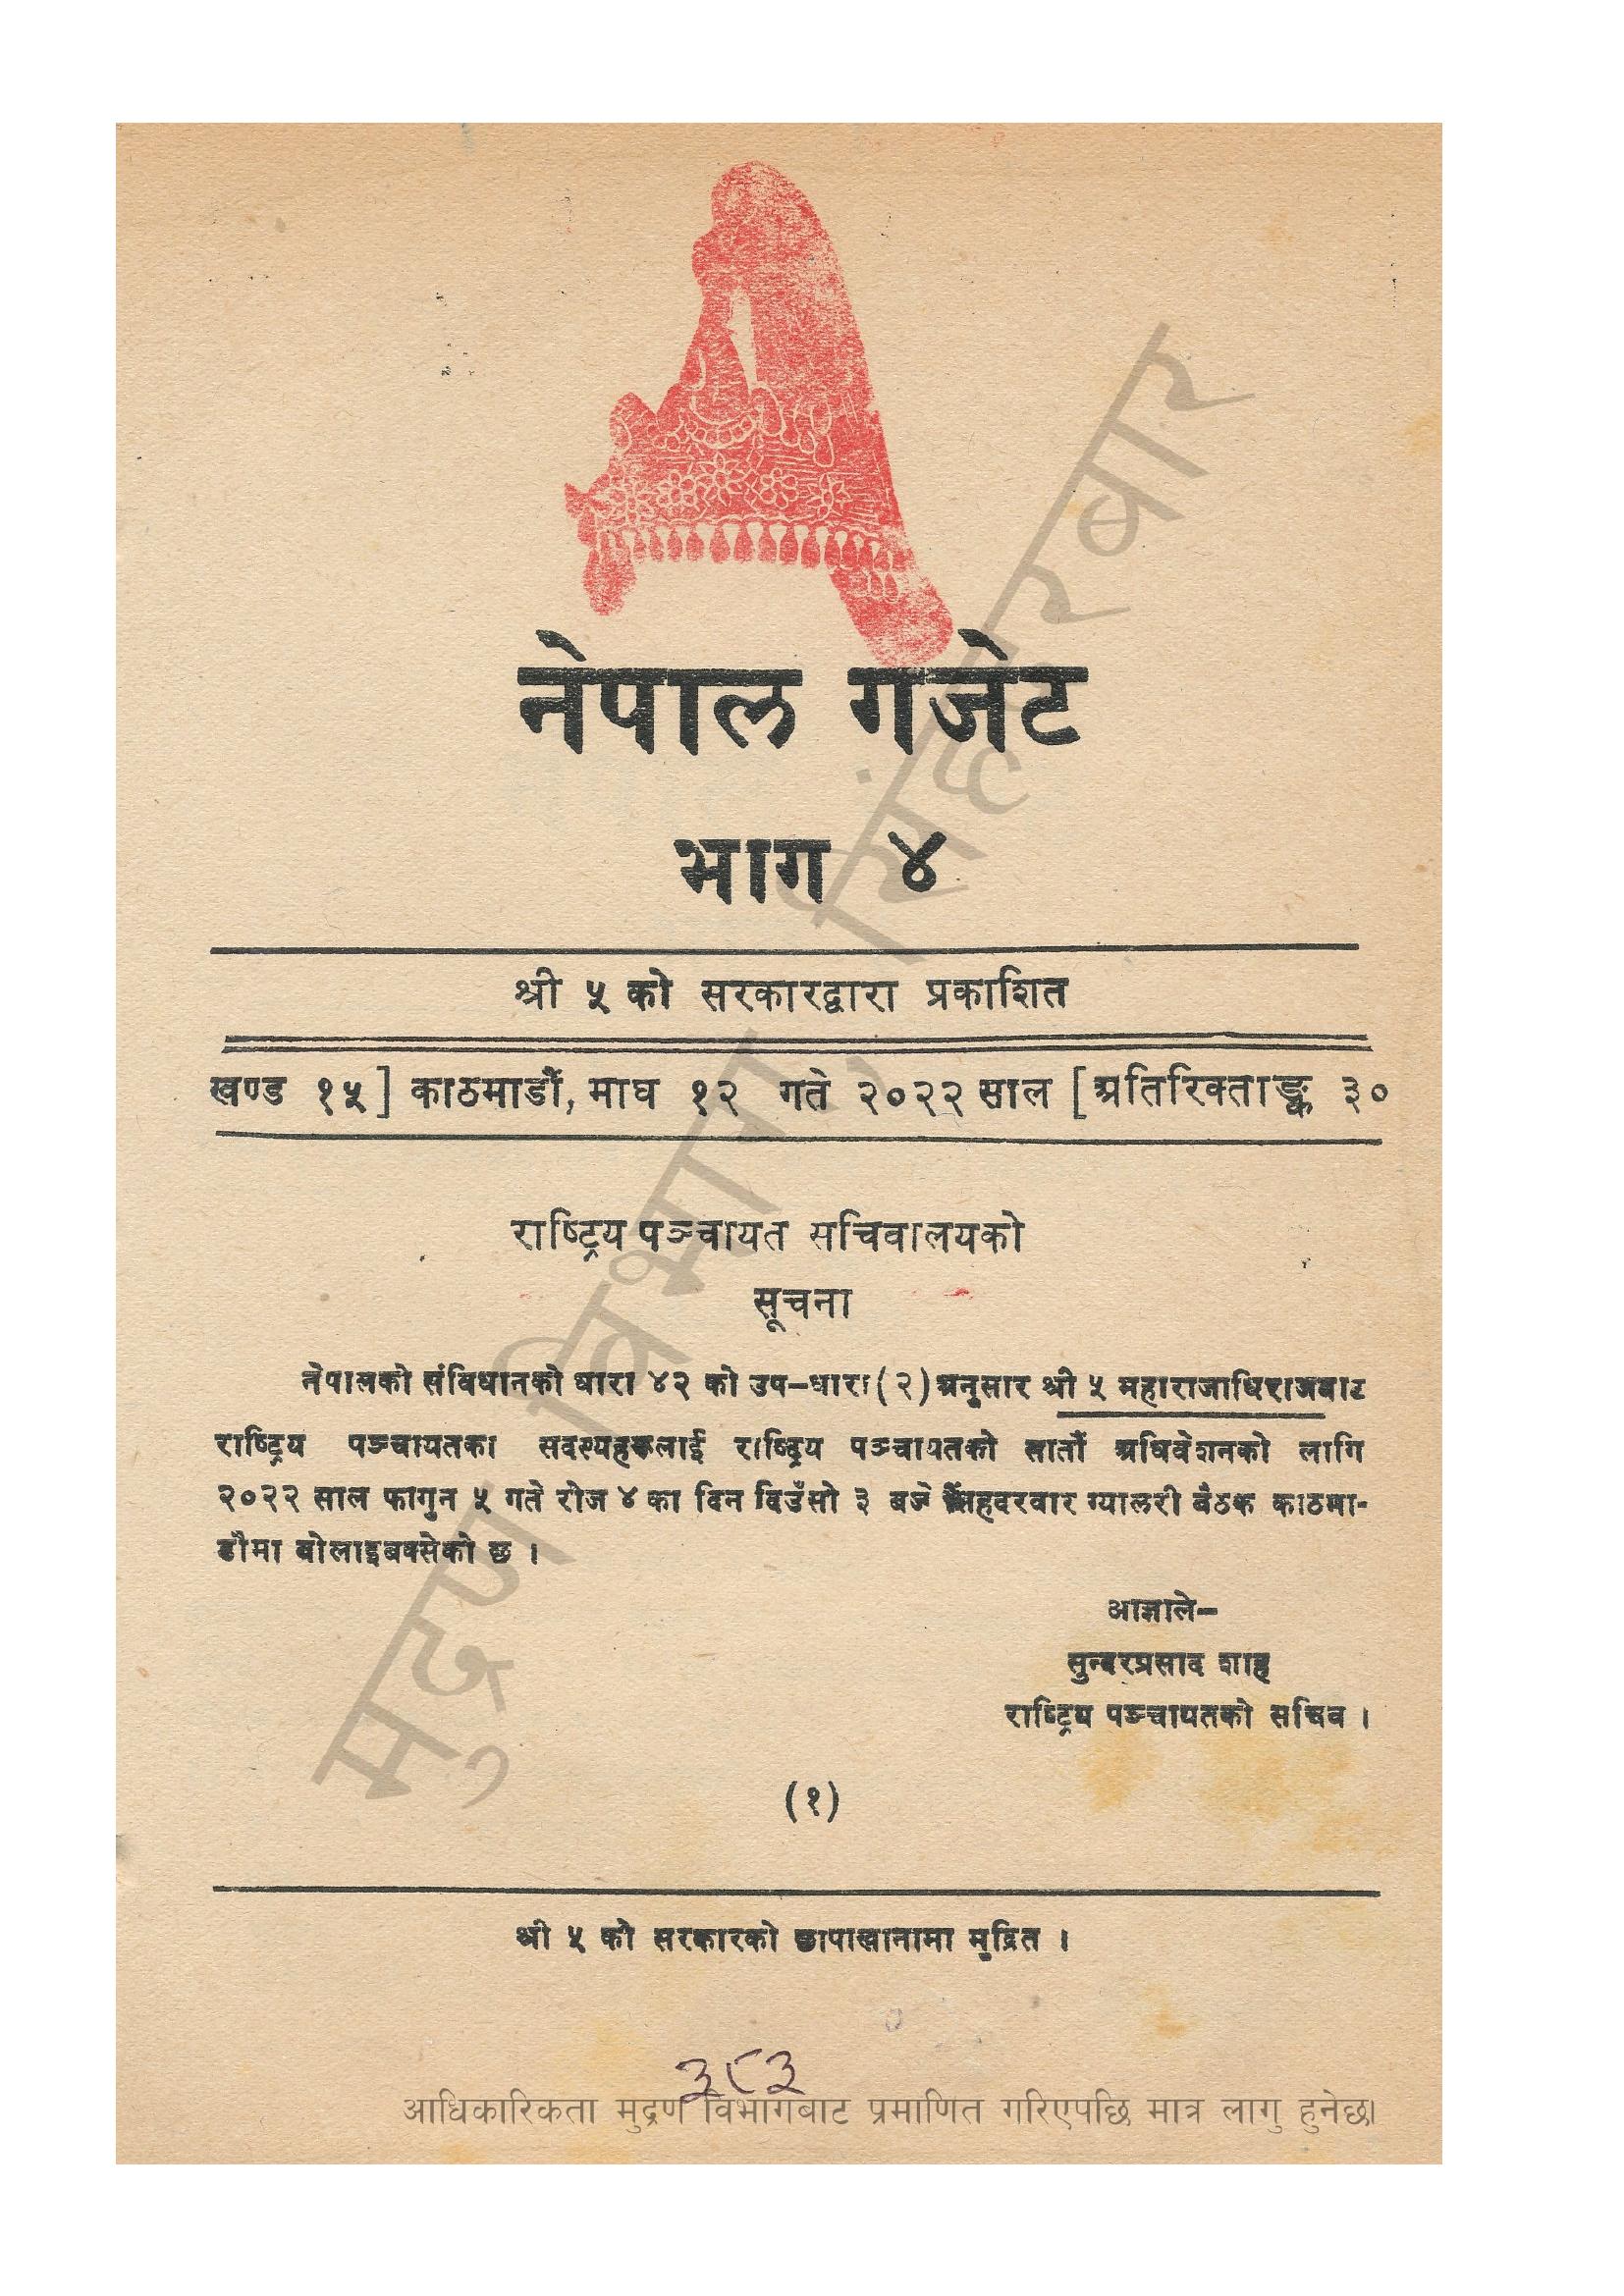 नेपाल गजेट
भाग ४
श्री ५ को सरकारद्वारा प्रकाशित
खण्ड १५] काठमाडौं, माघ १२ गते २०२२ साल [अतिरिक्ताङ्क ३०
राष्ट्रिय पञ्चायत सचिवालयको
सूचना
नेपालको संविधानको धारा ४२ को उप-धारा (२) अनुसार श्री ५ महाराजाधिराजबाट
राष्ट्रिय पञ्चायतका सदस्यहरूलाई राष्ट्रिय पञ्चायतको सातौं अधिवेशनको लागि
२०२२ साल फागुन ५ गते रोज ४ का दिन दिउँसो ३ बजे सिंहदरवार ग्यालरी बैठक काठमा-
डौमा बोलाइबक्सेको छ ।
आज्ञाले-
सुन्दरप्रसाद शाह
राष्ट्रिय पञ्चायतको सचिव ।
(१)
श्री ५ को सरकारको छापाखानामा मुद्रित ।
३८३
आधिकारिकता मुद्रण विभागबाट प्रमाणित गरिएपछि मात्र लागु हुनेछ।
मुद्रण विभाग, सिंहदरबार